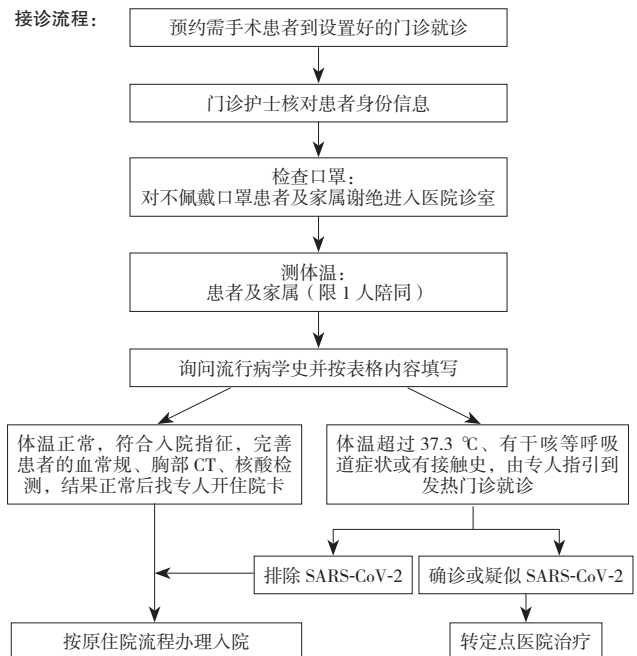 接诊流程：
预约需手术患者到设置好的门诊就诊
门诊护士核对患者身份信息
检查口罩：
对不佩戴口罩患者及家属谢绝进入医院诊室
测体温：
患者及家属（限 1 人陪同）
询问流行病学史并按表格内容填写
体温正常，符合入院指征，完善
患者的血常规、胸部 CT、核酸检
测，结果正常后找专人开住院卡
体温超过 37.3 ℃、有干咳等呼吸
道症状或有接触史，由专人指引到
发热门诊就诊
排除 SARS-CoV-2
确诊或疑似 SARS-CoV-2
按原住院流程办理入院
转定点医院治疗